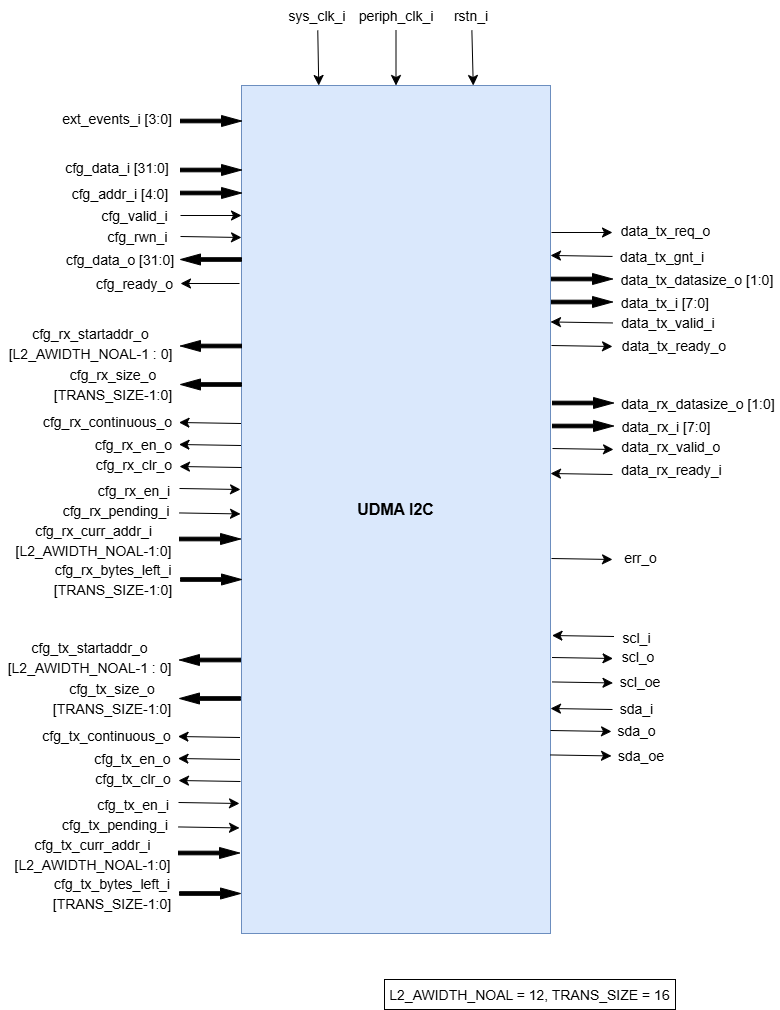 sys_clk_i
periph_clk_i
rstn_i
ext_events_i [3:0]
cfg_data_i [31:0]
cfg_addr_i [4:0]
cfg_valid_i
cfg_rwn_i
cfg_data_o [31:0]
cfg_ready_o
cfg_rx_startaddr_o
[L2_AWIDTH_NOAL-1 : 0]
cfg_rx_size_o
[TRANS_SIZE-1:0]
cfg_rx_continuous_o
cfg_rx_en_o
cfg_rx_clr_o
cfg_rx_en_i
cfg_rx_pending_i
cfg_rx_curr_addr_i
[L2_AWIDTH_NOAL-1:0]
cfg_rx_bytes_left_i
[TRANS_SIZE-1:0]
cfg_tx_startaddr_o
[L2_AWIDTH_NOAL-1 : 0]
cfg_tx_size_o
[TRANS_SIZE-1:0]
cfg_tx_continuous_o
cfg_tx_en_o
cfg_tx_clr_o
cfg_tx_en_i
cfg_tx_pending_i
cfg_tx_curr_addr_i
[L2_AWIDTH_NOAL-1:0]
cfg_tx_bytes_left_i
[TRANS_SIZE-1:0]
UDMA I2C
data_tx_req_o
data_tx_gnt_i
data_tx_datasize_o [1:0]
data_tx_i [7:0]
data_tx_valid_i
data_tx_ready_o
data_rx_datasize_o [1:0]
data_rx_i [7:0]
data_rx_valid_o
data_rx_ready_i
err_o
scl_i
scl_o
scl_oe
sda_i
sda_o
sda_oe
L2_AWIDTH_NOAL = 12, TRANS_SIZE = 16